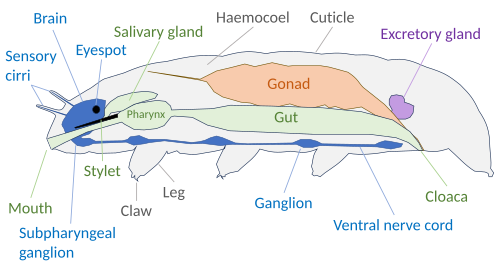 Brain
Haemocoel
Cuticle
Salivary gland
Excretory gland
Eyespot
Sensory
cirri
Gonad
Pharynx
Gut
Stylet
Leg
Claw
Cloaca
Ganglion
Mouth
Ventral nerve cord
Subpharyngeal
ganglion